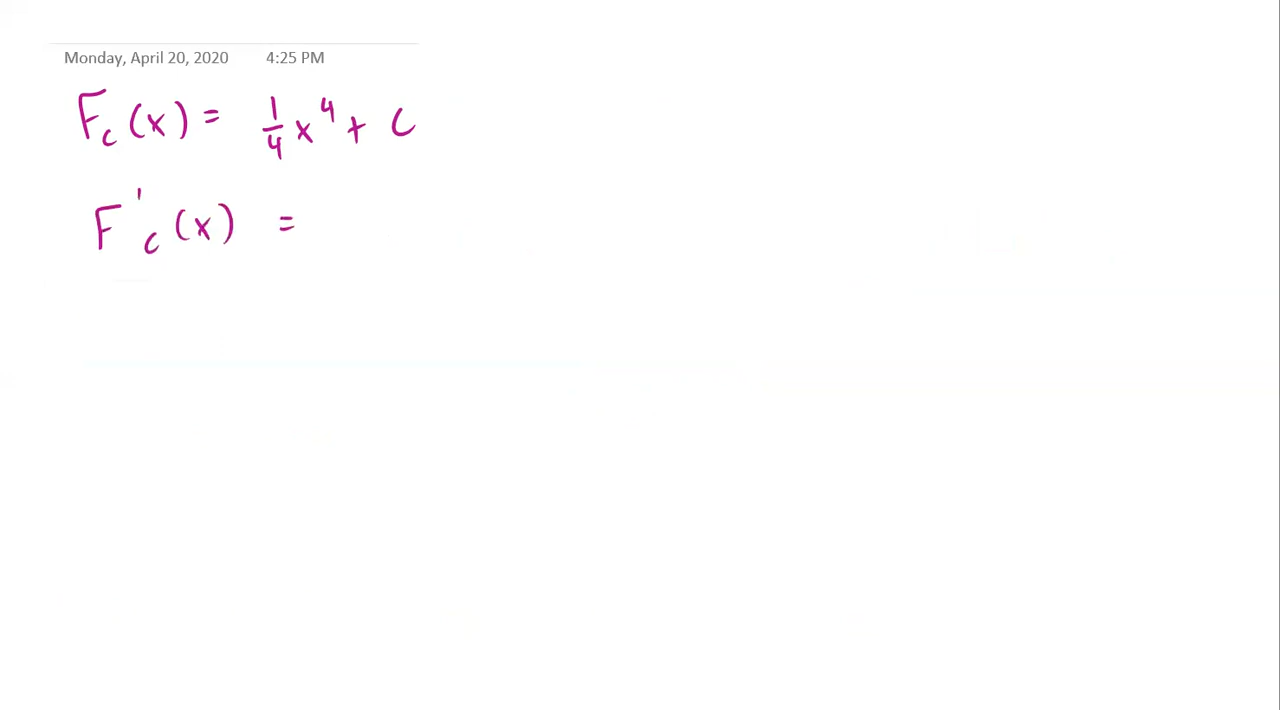 Monday, April 20, 2020 4:25 PM
F_c(x) = 1/4 x^4 + c
F'_c(x) =